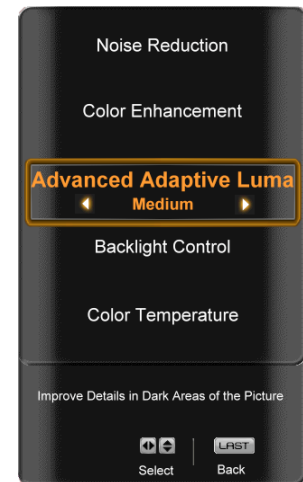 Noise Reduction
Color Enhancement
Advanced Adaptive Luma
Medium
Backlight Control
Color Temperature
Improve Details in Dark Areas of the Picture
LAST
Select
Back